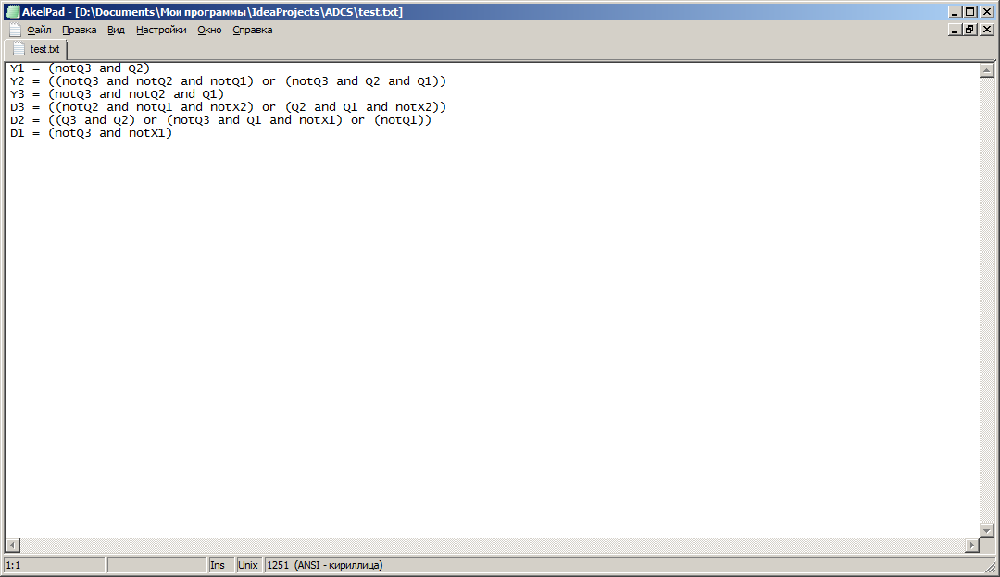 AkelPad - [D:\Documents\Мои программы\IdeaProjects\ADCS\test.txt]
Файл Правка Вид Настройки Окно Справка
test.txt
Y1 = (notQ3 and Q2)
Y2 = ((notQ3 and notQ2 and notQ1) or (notQ3 and Q2 and Q1))
Y3 = (notQ3 and notQ2 and Q1)
D3 = ((notQ2 and notQ1 and notX2) or (Q2 and Q1 and notX2))
D2 = ((Q3 and Q2) or (notQ3 and Q1 and notX1) or (notQ1))
D1 = (notQ3 and notX1)
1:1 Ins Unix 1251 (ANSI - кириллица)